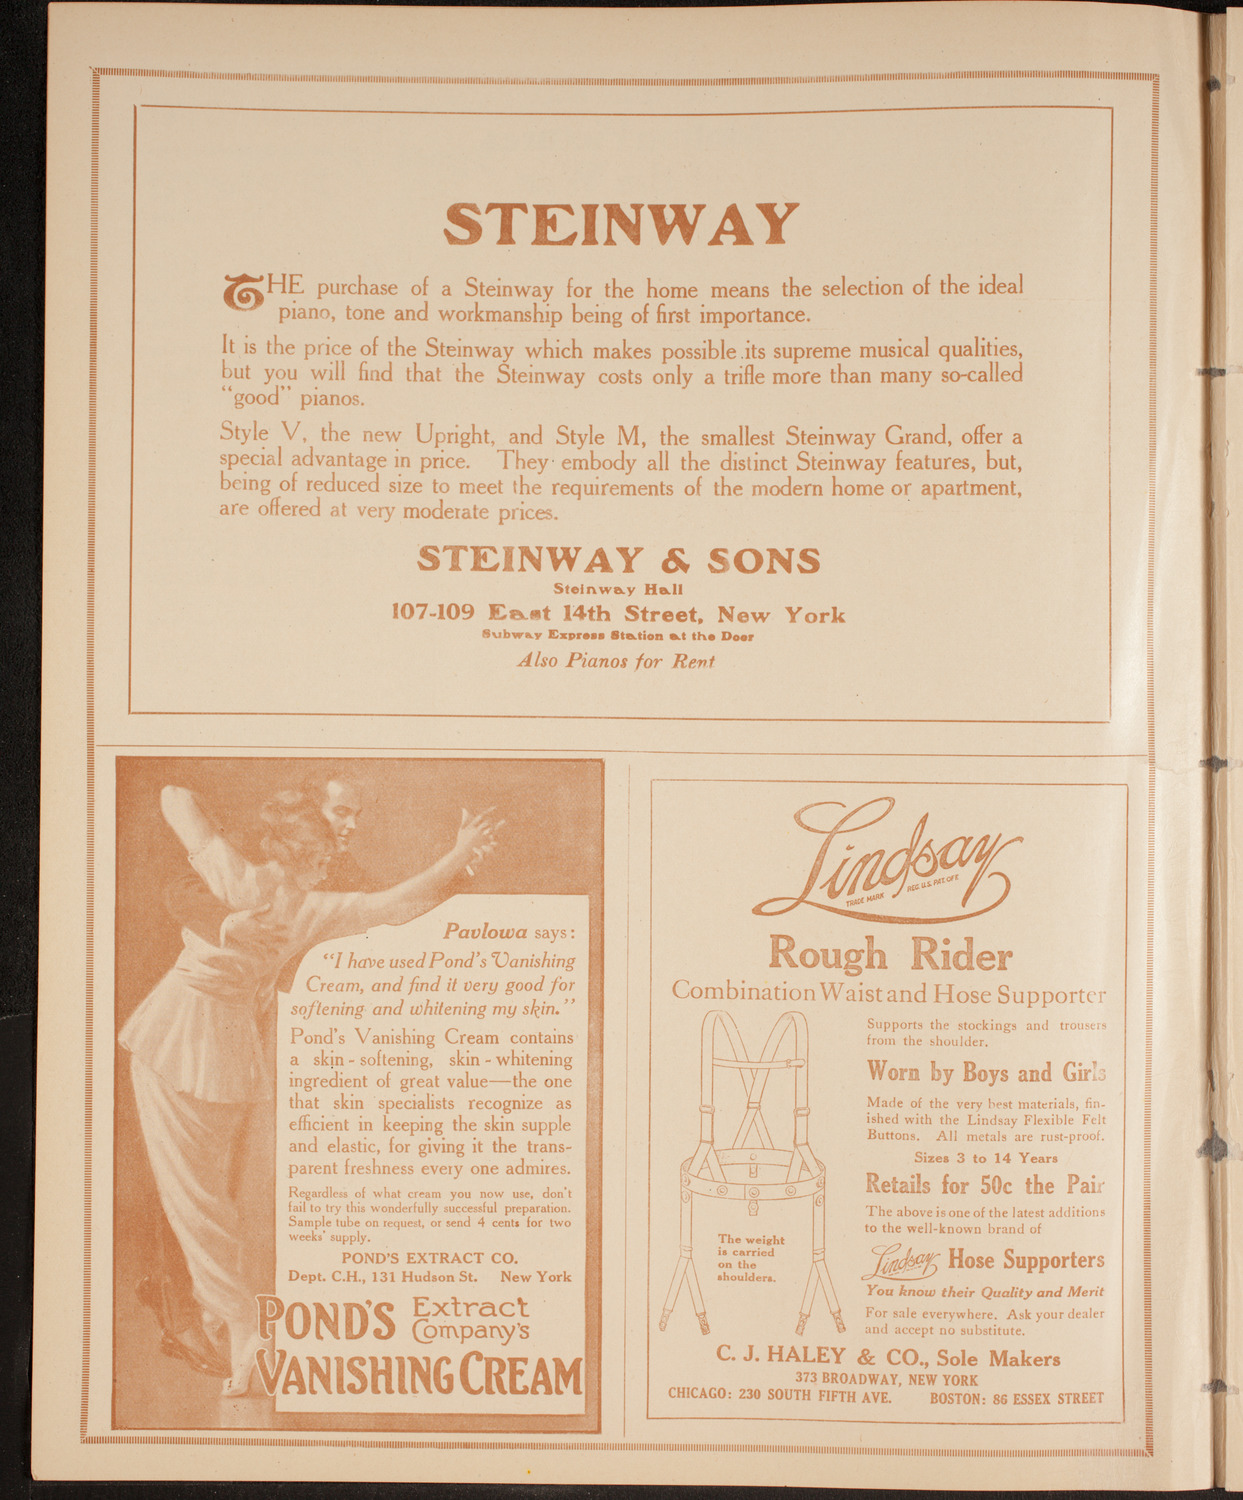 STEINWAY
THE purchase of a Steinway for the home means the selection of the ideal
piano, tone and workmanship being of first importance.
It is the price of the Steinway which makes possible its supreme musical qualities,
but you will find that the Steinway costs only a trifle more than many so-called
"good" pianos.
Style V, the new Upright, and Style M, the smallest Steinway Grand, offer a
special advantage in price. They embody all the distinct Steinway features, but,
being of reduced size to meet the requirements of the modern home or apartment,
are offered at very moderate prices.
STEINWAY & SONS
Steinway Hall
107-109 East 14th Street, New York
Subway Express Station at the Door
Also Pianos for Rent
Pavlowa says:
"I have used Pond's Vanishing
Cream, and find it very good for
softening and whitening my skin."
Pond's Vanishing Cream contains
a skin-softening, skin-whitening
ingredient of great value—the one
that skin specialists recognize as
efficient in keeping the skin supple
and elastic, for giving it the trans-
parent freshness every one admires.
Regardless of what cream you now use, don't
fail to try this wonderfully successful preparation.
Sample tube on request, or send 4 cents for two
weeks' supply.
POND'S EXTRACT CO.
Dept. C.H., 131 Hudson St. New York
POND'S Extract
Company's
VANISHING CREAM
Lindsay
TRADE MARK REG. U.S. PAT. OFF.
Rough Rider
Combination Waist and Hose Supporter
Supports the stockings and trousers
from the shoulder.
Worn by Boys and Girls
Made of the very best materials, fin-
ished with the Lindsay Flexible Felt
Buttons. All metals are rust-proof.
Sizes 3 to 14 Years
Retails for 50c the Pair
The above is one of the latest additions
to the well-known brand of
Lindsay Hose Supporters
You know their Quality and Merit
For sale everywhere. Ask your dealer
and accept no substitute.
The weight
is carried
on the
shoulders.
C. J. HALEY & CO., Sole Makers
373 BROADWAY, NEW YORK
CHICAGO: 230 SOUTH FIFTH AVE. BOSTON: 86 ESSEX STREET